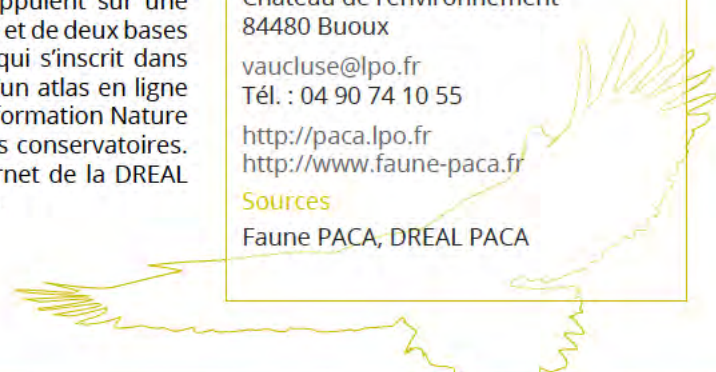 et de deux bases
qui s’inscrit dans
un atlas en ligne
formation Nature
s conservatoires.
rnet de la DREAL
84480 Buoux
vaucluse@lpo.fr
Tél. : 04 90 74 10 55
http://paca.lpo.fr
http://www.faune-paca.fr
Sources
Faune PACA, DREAL PACA